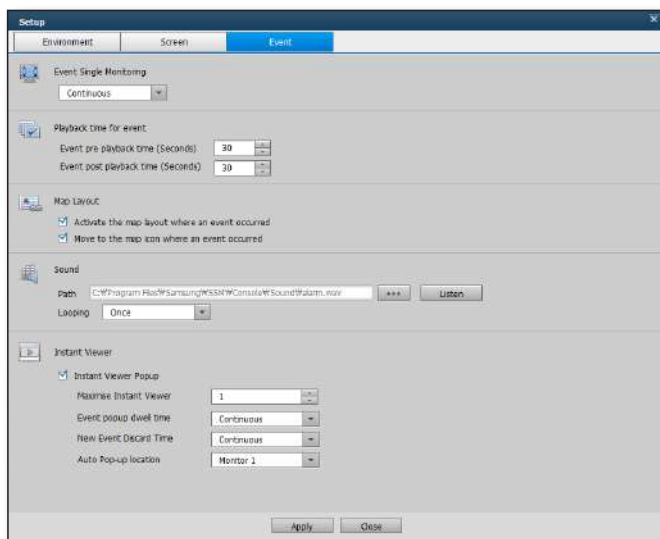 Setup
Environment Screen Event
Event Single Monitoring
Continuous
Playback time for event
Event pre playback time (Seconds) 30
Event post playback time (Seconds) 30
Map Layout
Activate the map layout where an event occurred
Move to the map icon where an event occurred
Sound
Path C:₩Program Files₩Samsung₩SSM₩Console₩Sound₩alarm.wav ••• Listen
Looping Once
Instant Viewer
Instant Viewer Popup
Maximise Instant Viewer 1
Event popup dwell time Continuous
New Event Discard Time Continuous
Auto Pop-up location Monitor 1
Apply Close